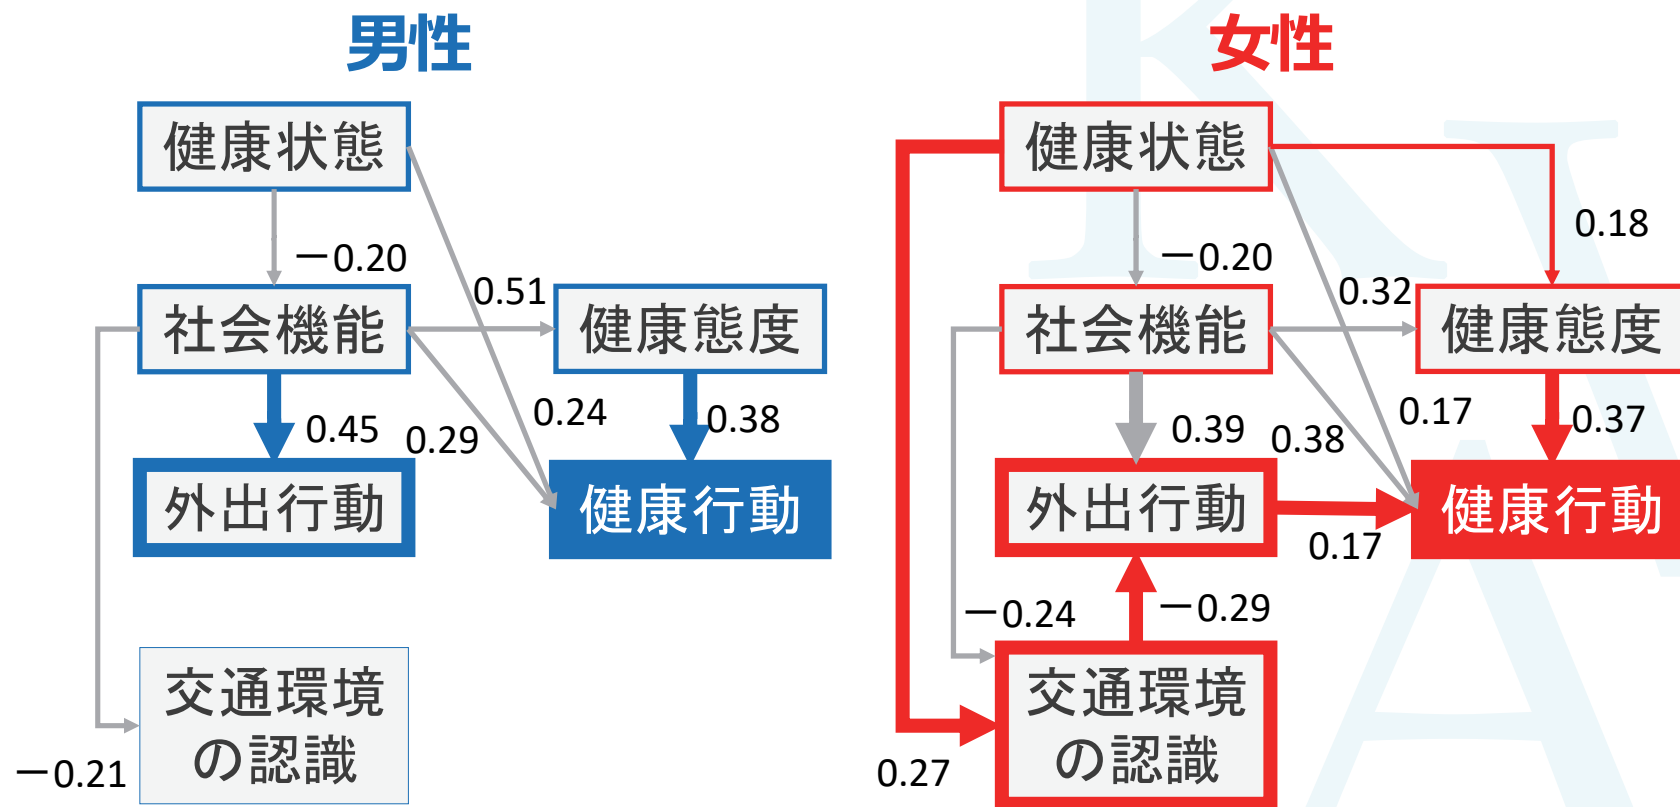 男性
健康状態
－0.20
社会機能
0.51
健康態度
0.45
0.29
0.24
0.38
外出行動
健康行動
交通環境
の認識
－0.21
女性
健康状態
0.18
－0.20
0.32
社会機能
健康態度
0.39
0.38
0.17
0.37
外出行動
健康行動
0.17
－0.24
－0.29
交通環境
の認識
0.27